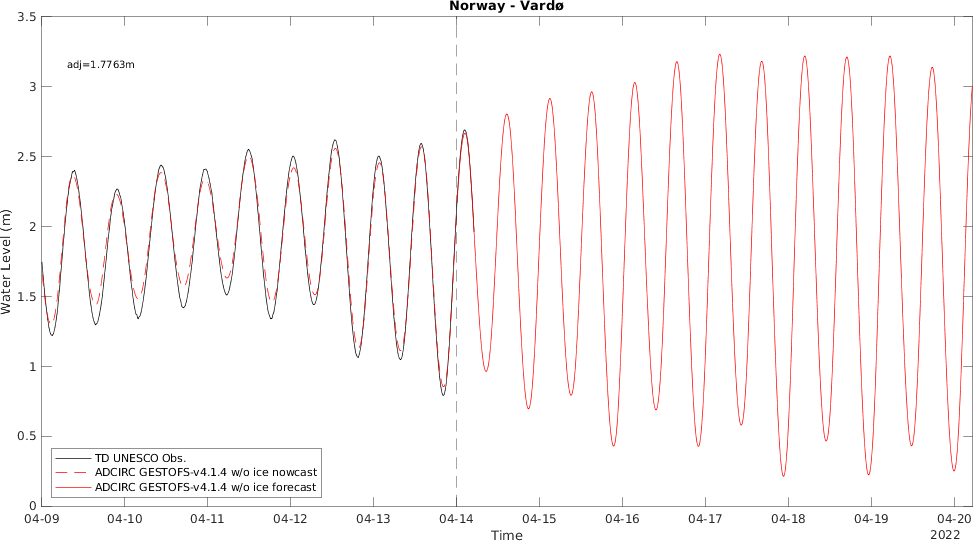 Norway - Vardø
3.5
3
2.5
2
1.5
1
0.5
0
Water Level (m)
adj=1.7763m
TD UNESCO Obs.
ADCIRC GESTOFS-v4.1.4 w/o ice nowcast
ADCIRC GESTOFS-v4.1.4 w/o ice forecast
04-09 04-10 04-11 04-12 04-13 04-14 04-15 04-16 04-17 04-18 04-19 04-20
Time
2022